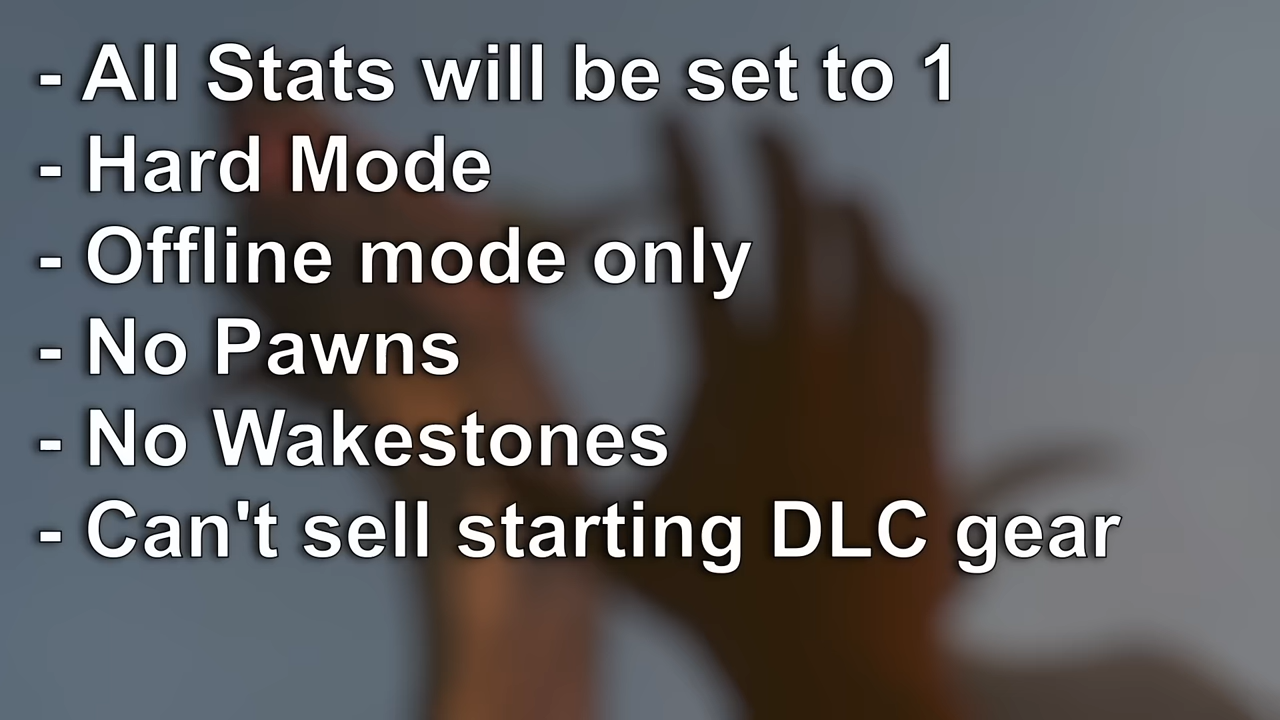 - All Stats will be set to 1
- Hard Mode
- Offline mode only
- No Pawns
- No Wakestones
- Can't sell starting DLC gear